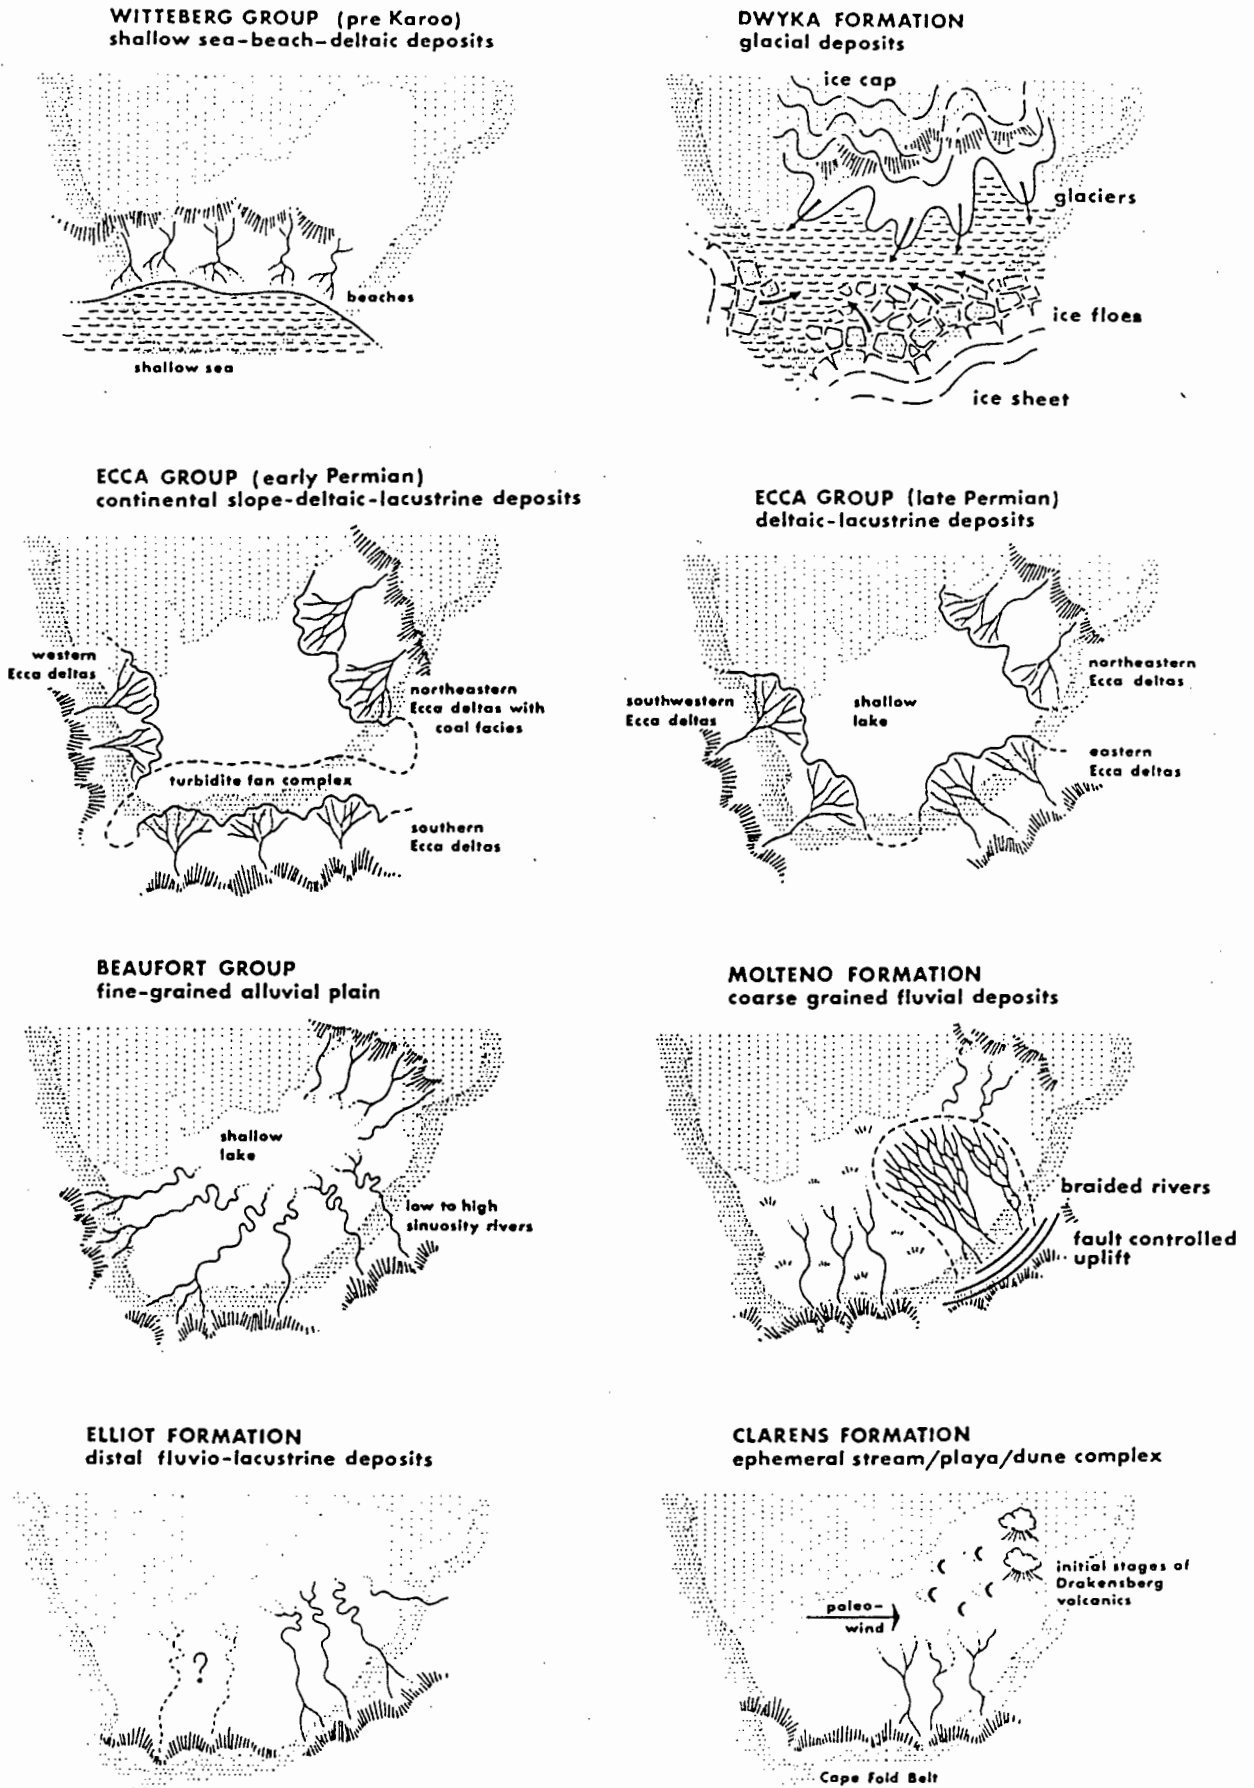 WITTEBERG GROUP (pre Karoo)
shallow sea-beach-deltaic deposits
beaches
shallow sea
DWYKA FORMATION
glacial deposits
ice cap
glaciers
ice floes
ice sheet
ECCA GROUP (early Permian)
continental slope-deltaic-lacustrine deposits
western
Ecca deltas
northeastern
Ecca deltas with
coal facies
turbidite fan complex
southern
Ecca deltas
ECCA GROUP (late Permian)
deltaic-lacustrine deposits
northeastern
Ecca deltas
southwestern
Ecca deltas
shallow
lake
eastern
Ecca deltas
BEAUFORT GROUP
fine-grained alluvial plain
shallow
lake
low to high
sinuosity rivers
MOLTENO FORMATION
coarse grained fluvial deposits
braided rivers
fault controlled
uplift
ELLIOT FORMATION
distal fluvio-lacustrine deposits
?
CLARENS FORMATION
ephemeral stream/playa/dune complex
initial stages of
Drakensberg
volcanics
paleo-
wind
Cape Fold Belt